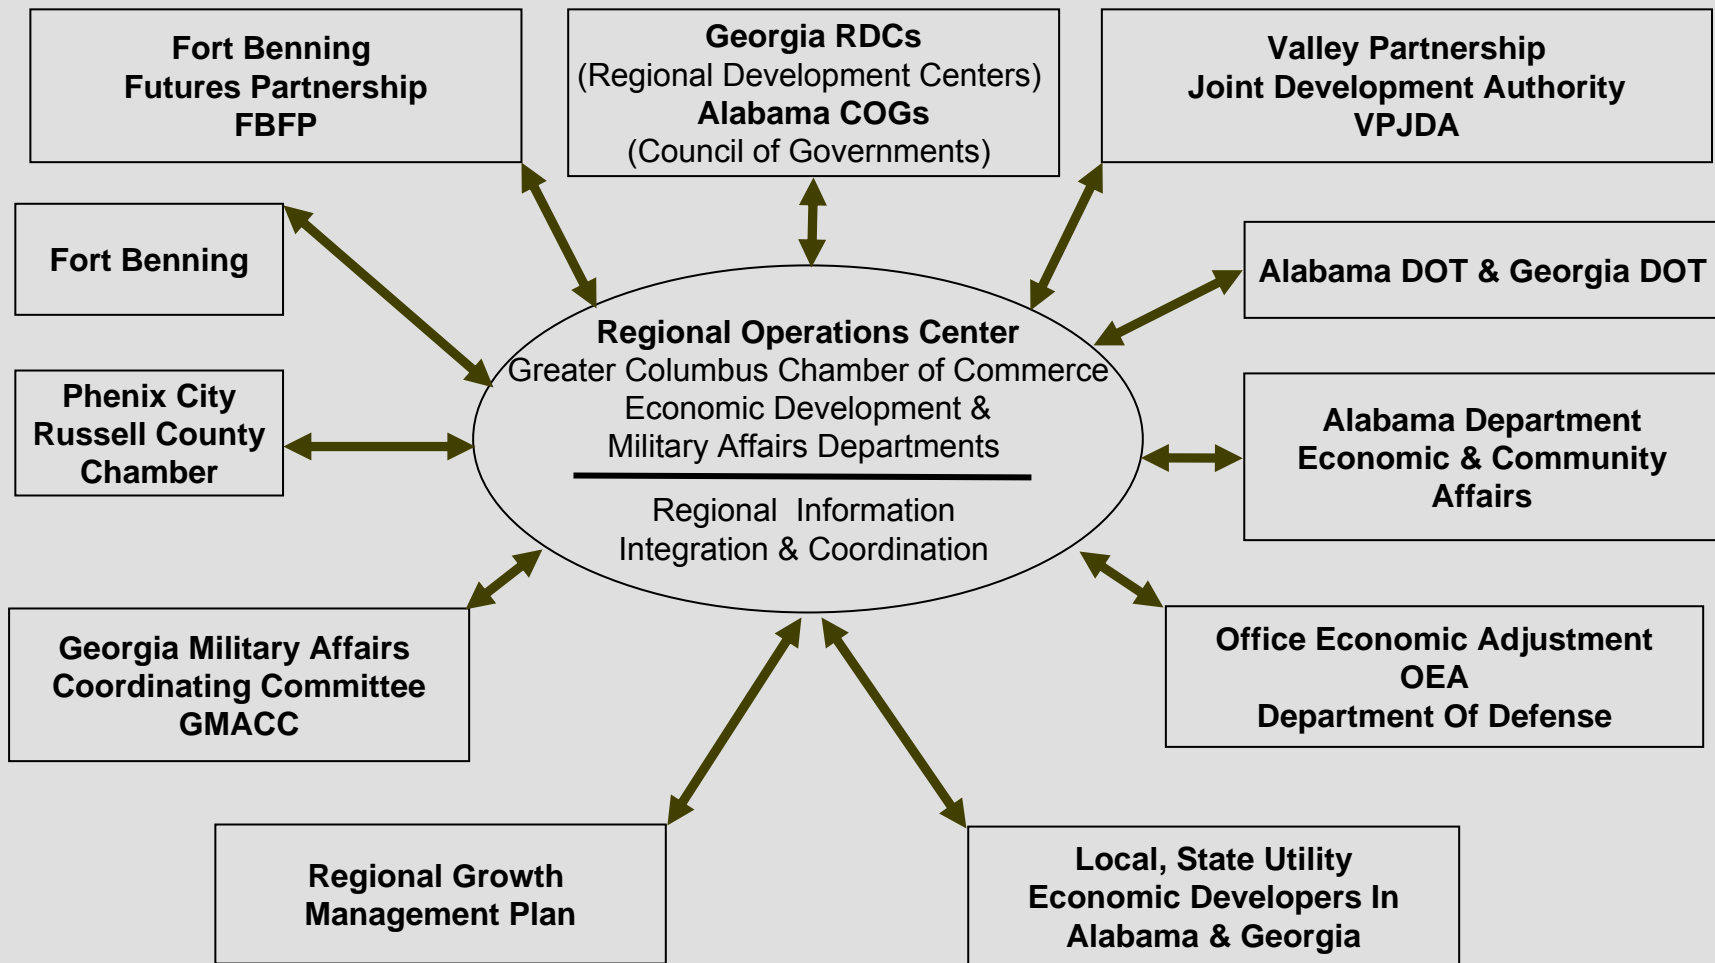 Fort Benning
Futures Partnership
FBFP
Georgia RDCs
(Regional Development Centers)
Alabama COGs
(Council of Governments)
Valley Partnership
Joint Development Authority
VPJDA
Fort Benning
Alabama DOT & Georgia DOT
Regional Operations Center
Greater Columbus Chamber of Commerce
Economic Development &
Military Affairs Departments
Regional Information
Integration & Coordination
Phenix City
Russell County
Chamber
Alabama Department
Economic & Community
Affairs
Georgia Military Affairs
Coordinating Committee
GMACC
Office Economic Adjustment
OEA
Department Of Defense
Regional Growth
Management Plan
Local, State Utility
Economic Developers In
Alabama & Georgia